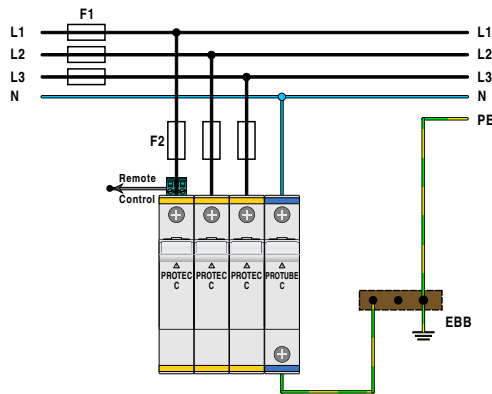 F1
L1 L1
L2 L2
L3 L3
N N
PE
F2
Remote
Control
PROTEC PROTEC PROTEC PROTUBE
C C C C
EBB